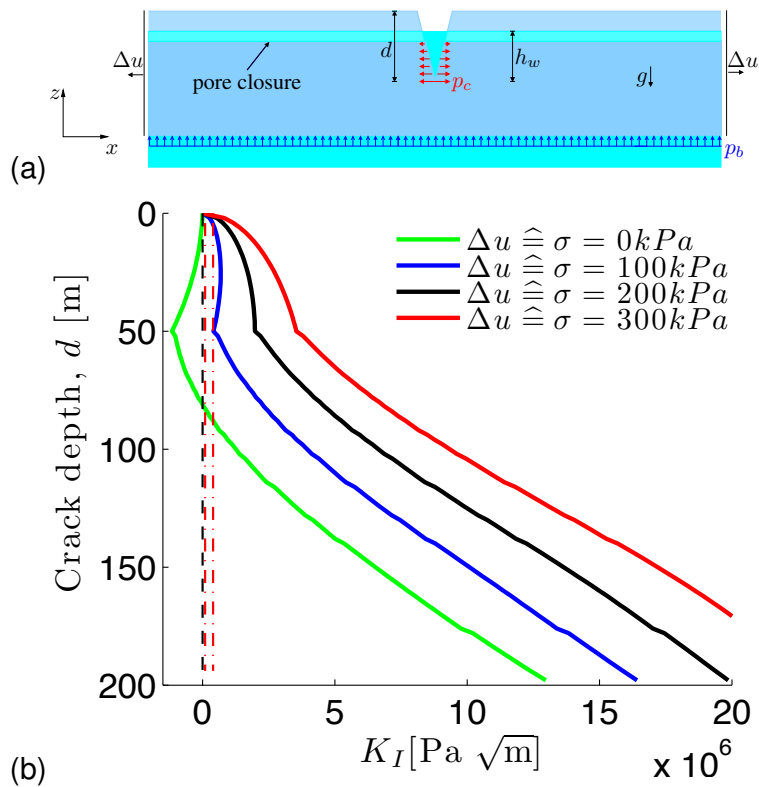 d
h_w
Δu
Δu
pore closure
p_c
g
z
x
p_b
(a)
Δu ≙ σ = 0kPa
Δu ≙ σ = 100kPa
Δu ≙ σ = 200kPa
Δu ≙ σ = 300kPa
Crack depth, d [m]
0
50
100
150
200
0 5 10 15 20
K_I[Pa √m]
x 10^6
(b)